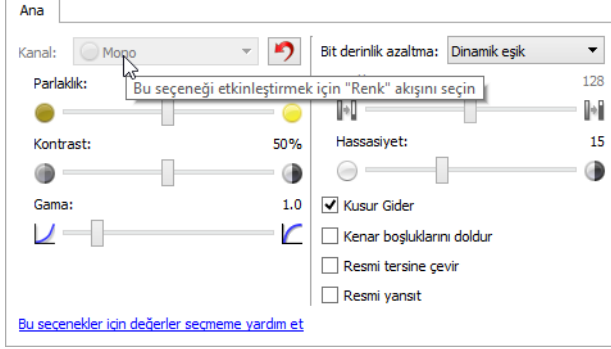 Ana
Kanal: Mono
Bit derinlik azaltma: Dinamik eşik
Parlaklık:
Bu seçeneği etkinleştirmek için "Renk" akışını seçin
128
Kontrast: 50%
Hassasiyet: 15
Gama: 1.0
Kusur Gider
Kenar boşluklarını doldur
Resmi tersine çevir
Resmi yansıt
Bu seçenekler için değerler seçmeme yardım et